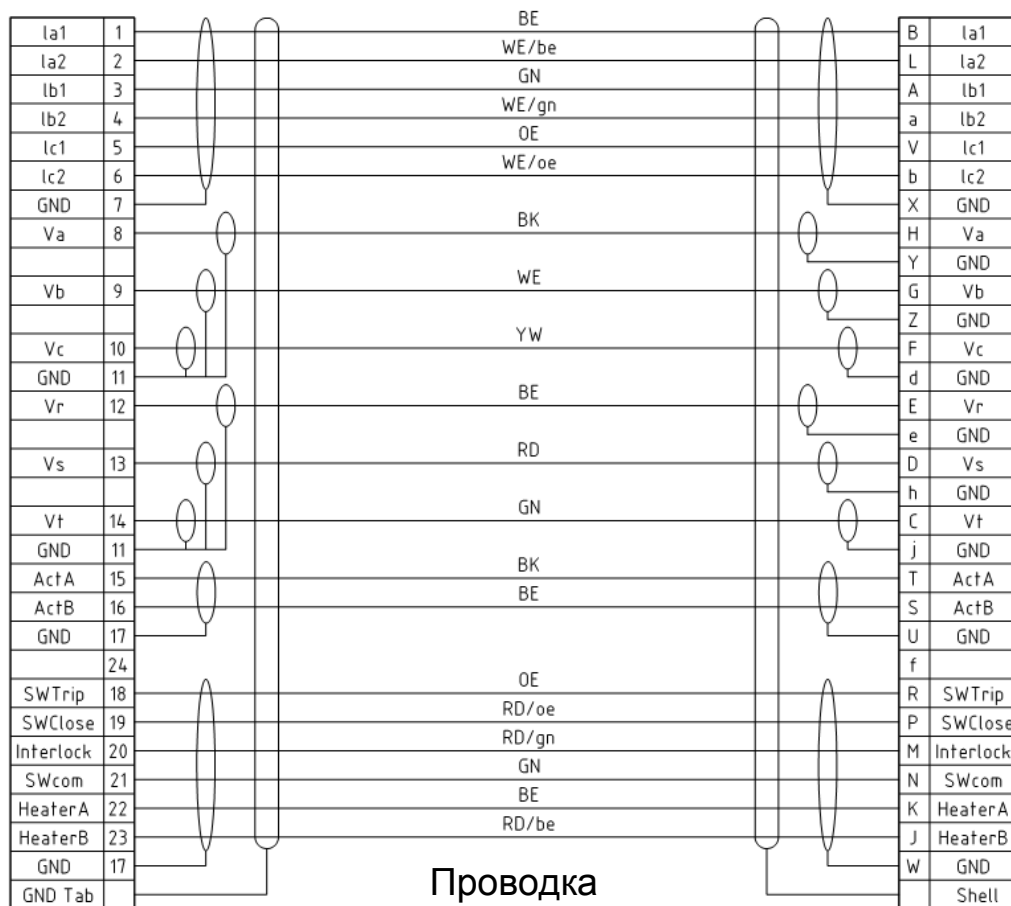 BE
Ia1 1 B Ia1
WE/be
Ia2 2 L Ia2
GN
Ib1 3 A Ib1
WE/gn
Ib2 4 a Ib2
OE
Ic1 5 V Ic1
WE/oe
Ic2 6 b Ic2
GND 7 X GND
BK
Va 8 H Va
Y GND
WE
Vb 9 G Vb
Z GND
YW
Vc 10 F Vc
GND 11 d GND
BE
Vr 12 E Vr
e GND
RD
Vs 13 D Vs
h GND
GN
Vt 14 C Vt
GND 11 j GND
BK
ActA 15 T ActA
BE
ActB 16 S ActB
GND 17 U GND
24 f
OE
SWTrip 18 R SWTrip
RD/oe
SWClose 19 P SWClose
RD/gn
Interlock 20 M Interlock
GN
SWcom 21 N SWcom
BE
HeaterA 22 K HeaterA
RD/be
HeaterB 23 J HeaterB
GND 17 W GND
Проводка
GND Tab Shell